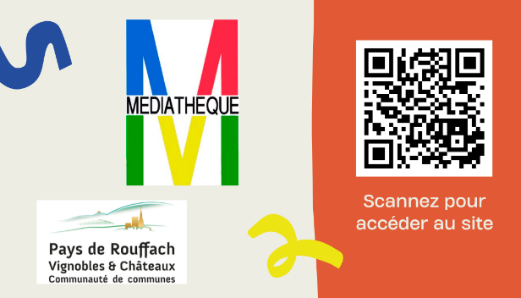 MEDIATHEQUE
Pays de Rouffach
Vignobles & Châteaux
Communauté de communes
Scannez pour
accéder au site